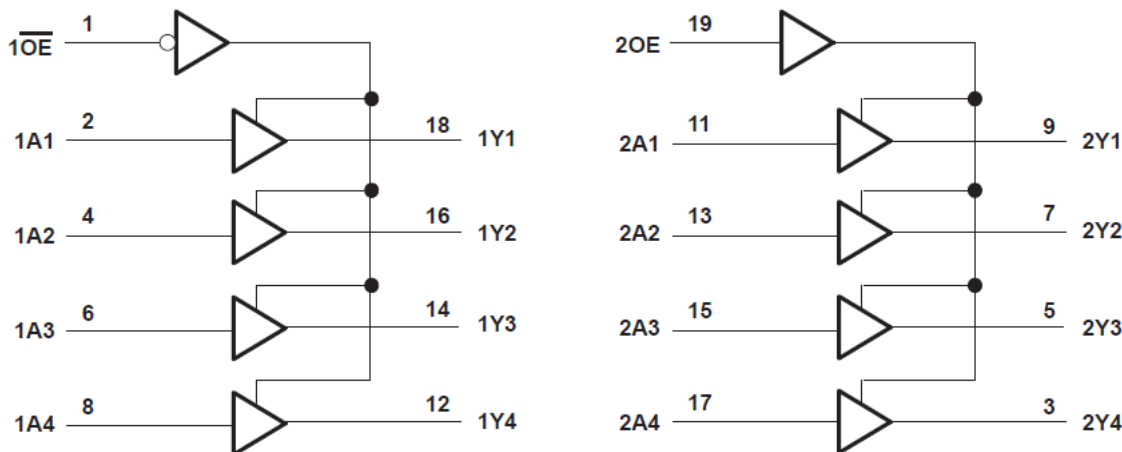 1O̅E̅ 1
1A1 2 18 1Y1
1A2 4 16 1Y2
1A3 6 14 1Y3
1A4 8 12 1Y4
2OE 19
2A1 11 9 2Y1
2A2 13 7 2Y2
2A3 15 5 2Y3
2A4 17 3 2Y4